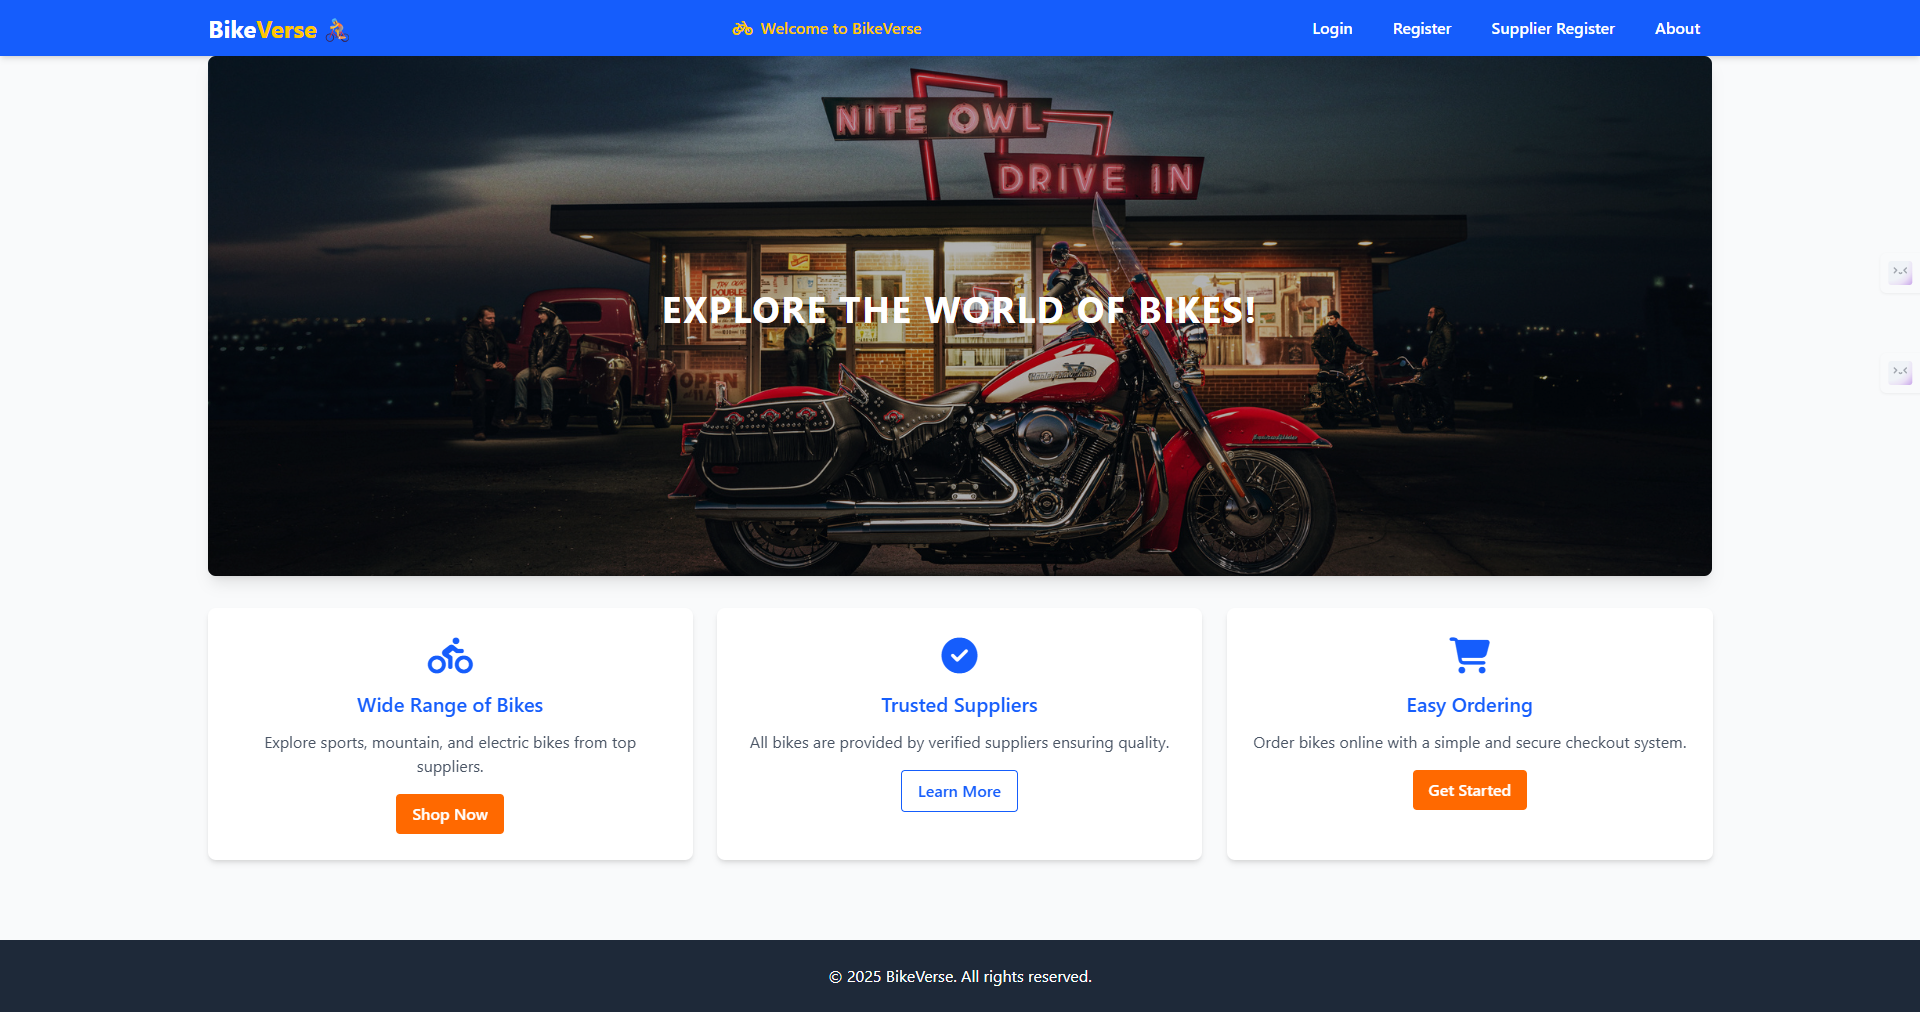 BikeVerse
Welcome to BikeVerse
Login
Register
Supplier Register
About
NITE OWL
DRIVE IN
EXPLORE THE WORLD OF BIKES!
OPEN
Wide Range of Bikes
Explore sports, mountain, and electric bikes from top
suppliers.
Shop Now
Trusted Suppliers
All bikes are provided by verified suppliers ensuring quality.
Learn More
Easy Ordering
Order bikes online with a simple and secure checkout system.
Get Started
© 2025 BikeVerse. All rights reserved.